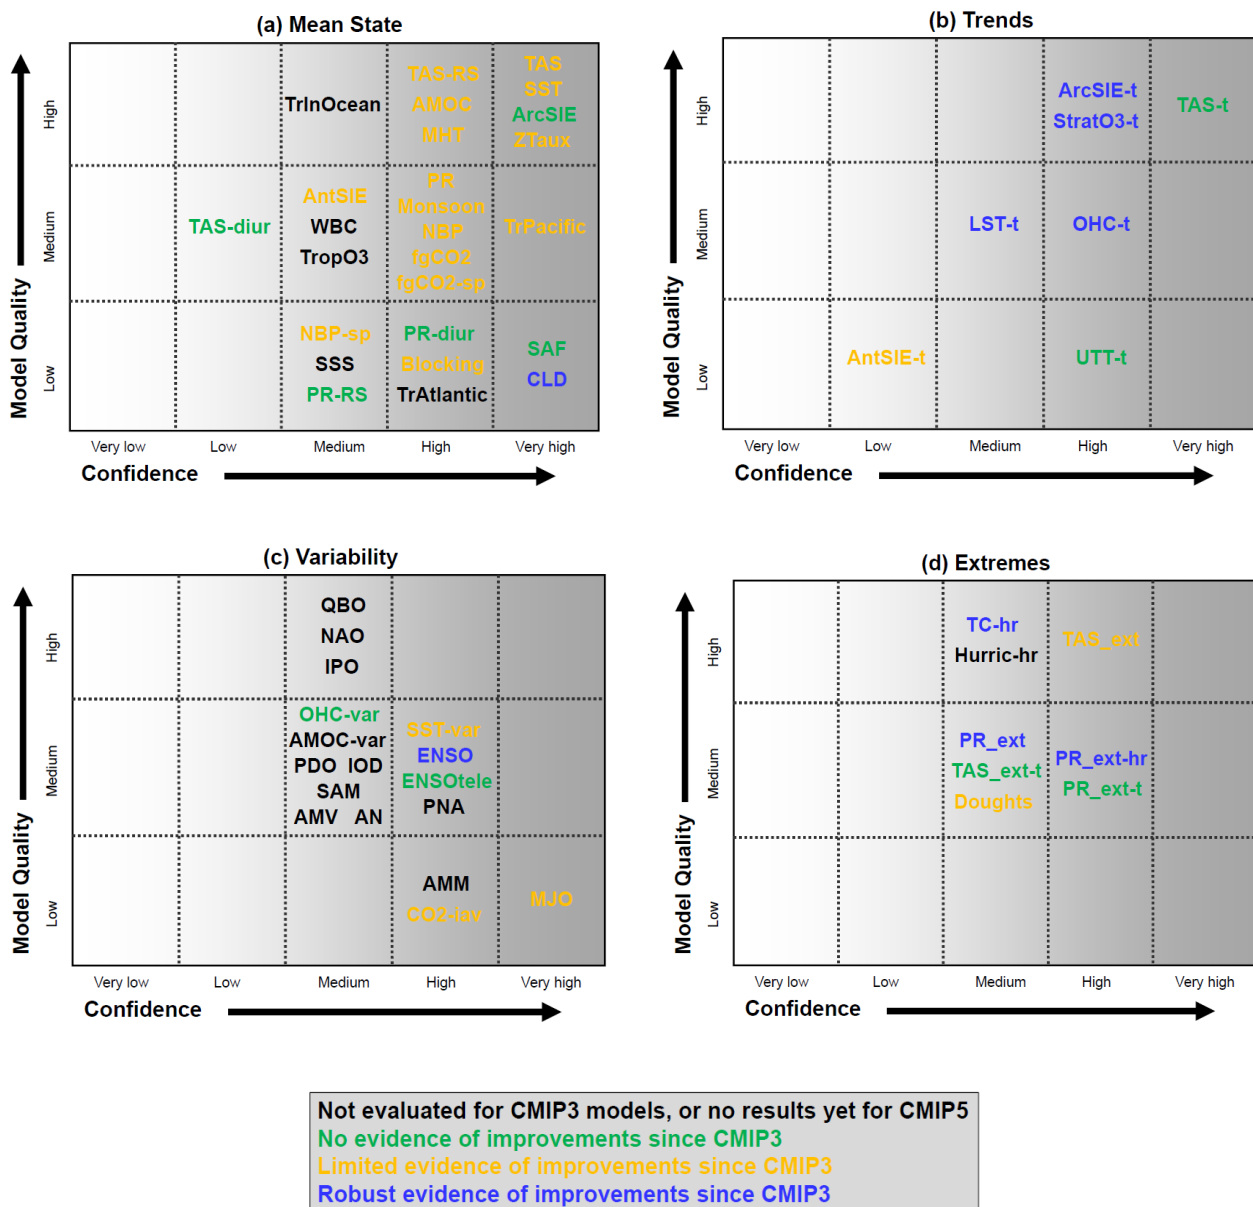 (a) Mean State
Model Quality
High
Medium
Low
TrInOcean
TAS-RS
AMOC
MHT
TAS
SST
ArcSIE
ZTaux
TAS-diur
AntSIE
WBC
TropO3
PR
Monsoon
NBP
fgCO2
fgCO2-sp
TrPacific
NBP-sp
SSS
PR-RS
PR-diur
Blocking
TrAtlantic
SAF
CLD
Very low Low Medium High Very high
Confidence
(b) Trends
Model Quality
High
Medium
Low
ArcSIE-t
StratO3-t
TAS-t
LST-t
OHC-t
AntSIE-t
UTT-t
Very low Low Medium High Very high
Confidence
(c) Variability
Model Quality
High
Medium
Low
QBO
NAO
IPO
OHC-var
AMOC-var
PDO IOD
SAM
AMV AN
SST-var
ENSO
ENSOtele
PNA
AMM
CO2-iav
MJO
Very low Low Medium High Very high
Confidence
(d) Extremes
Model Quality
High
Medium
Low
TC-hr
Hurric-hr
TAS_ext
PR_ext
TAS_ext-t
Doughts
PR_ext-hr
PR_ext-t
Very low Low Medium High Very high
Confidence
Not evaluated for CMIP3 models, or no results yet for CMIP5
No evidence of improvements since CMIP3
Limited evidence of improvements since CMIP3
Robust evidence of improvements since CMIP3